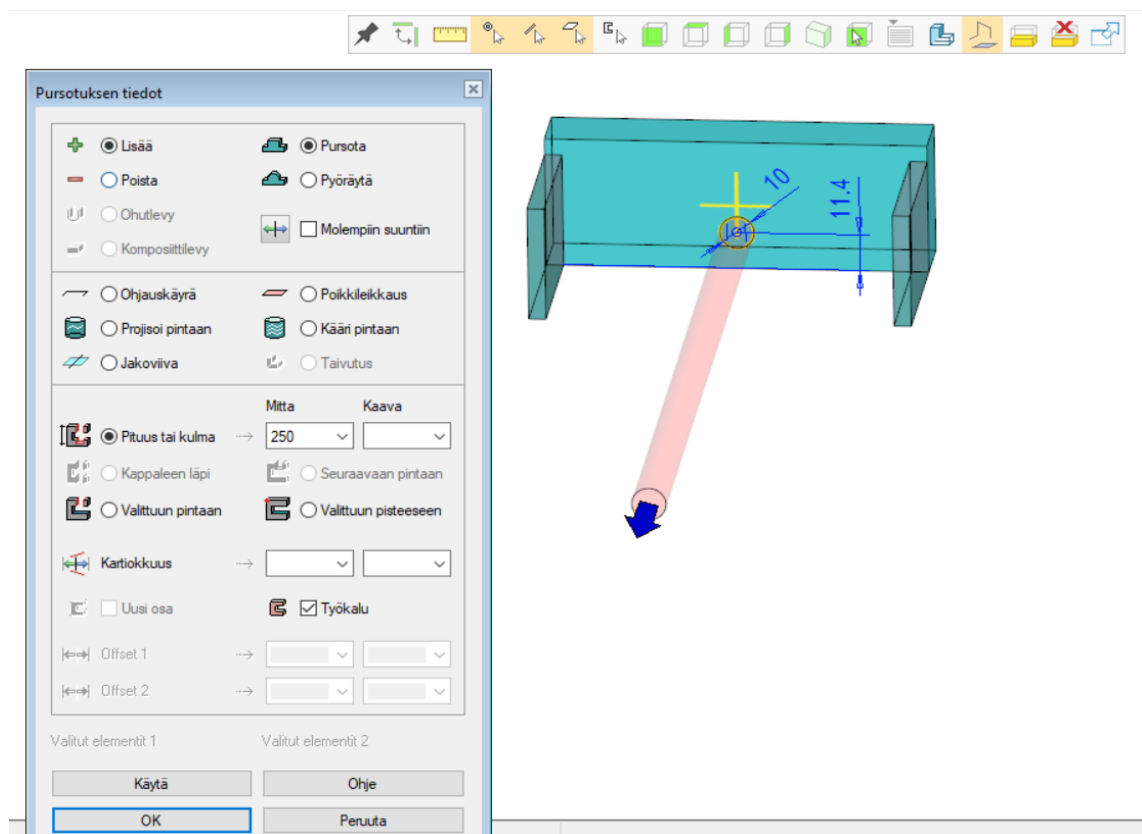 Pursotuksen tiedot
Lisää
Pursota
Poista
Pyöräytä
Ohutlevy
Molempiin suuntiin
Komposiittilevy
Ohjauskäyrä
Poikkileikkaus
Projisoi pintaan
Kääri pintaan
Jakoviiva
Taivutus
Mitta Kaava
Pituus tai kulma 250
Kappaleen läpi
Seuraavaan pintaan
Valittuun pintaan
Valittuun pisteeseen
Kartiokkuus
Uusi osa
Työkalu
Offset 1
Offset 2
Valitut elementit 1
Valitut elementit 2
Käytä
Ohje
OK
Peruuta
10
11.4